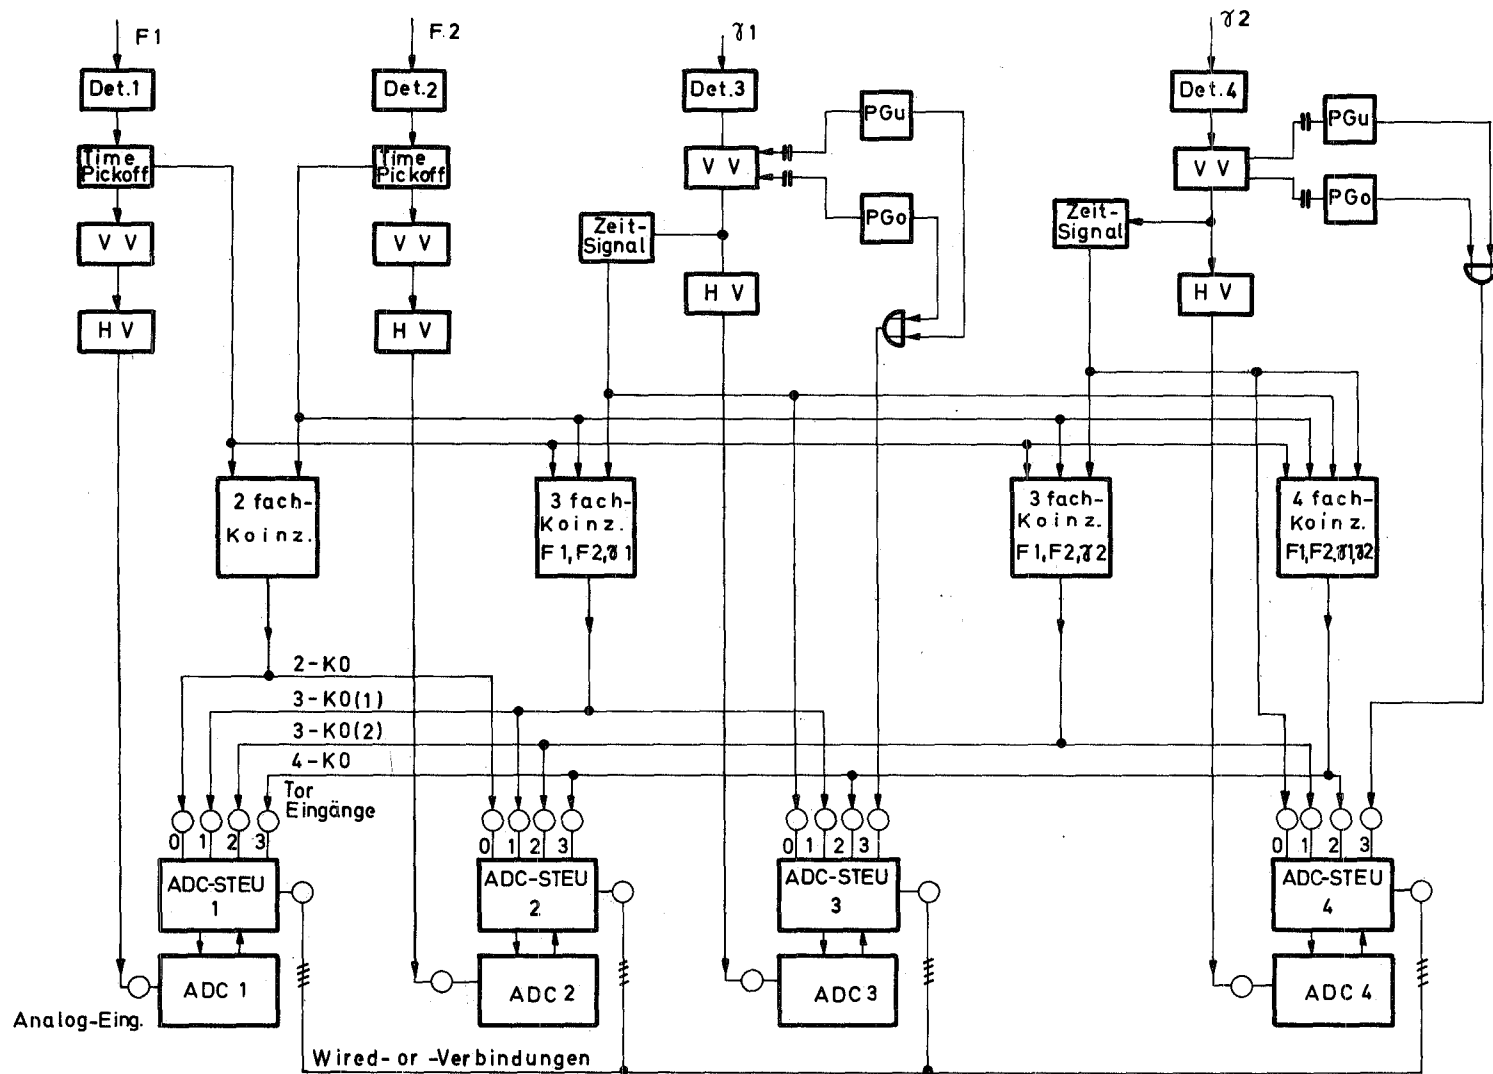 F1
F2
γ1
γ2
Det.1
Det.2
Det.3
Det.4
PGu
PGu
Time
Pickoff
Time
Pickoff
V V
V V
PGo
PGo
Zeit-
Signal
Zeit-
Signal
V V
V V
H V
H V
H V
H V
2 fach-
Koinz.
3 fach-
Koinz.
F1,F2,γ1
3 fach-
Koinz.
F1,F2,γ2
4 fach-
Koinz.
F1,F2,γ1,γ2
2-KO
3-KO(1)
3-KO(2)
4-KO
Tor
Eingänge
0 1 2 3
0 1 2 3
0 1 2 3
0 1 2 3
ADC-STEU
1
ADC-STEU
2
ADC-STEU
3
ADC-STEU
4
ADC 1
ADC 2
ADC 3
ADC 4
Analog-Eing.
Wired-or-Verbindungen